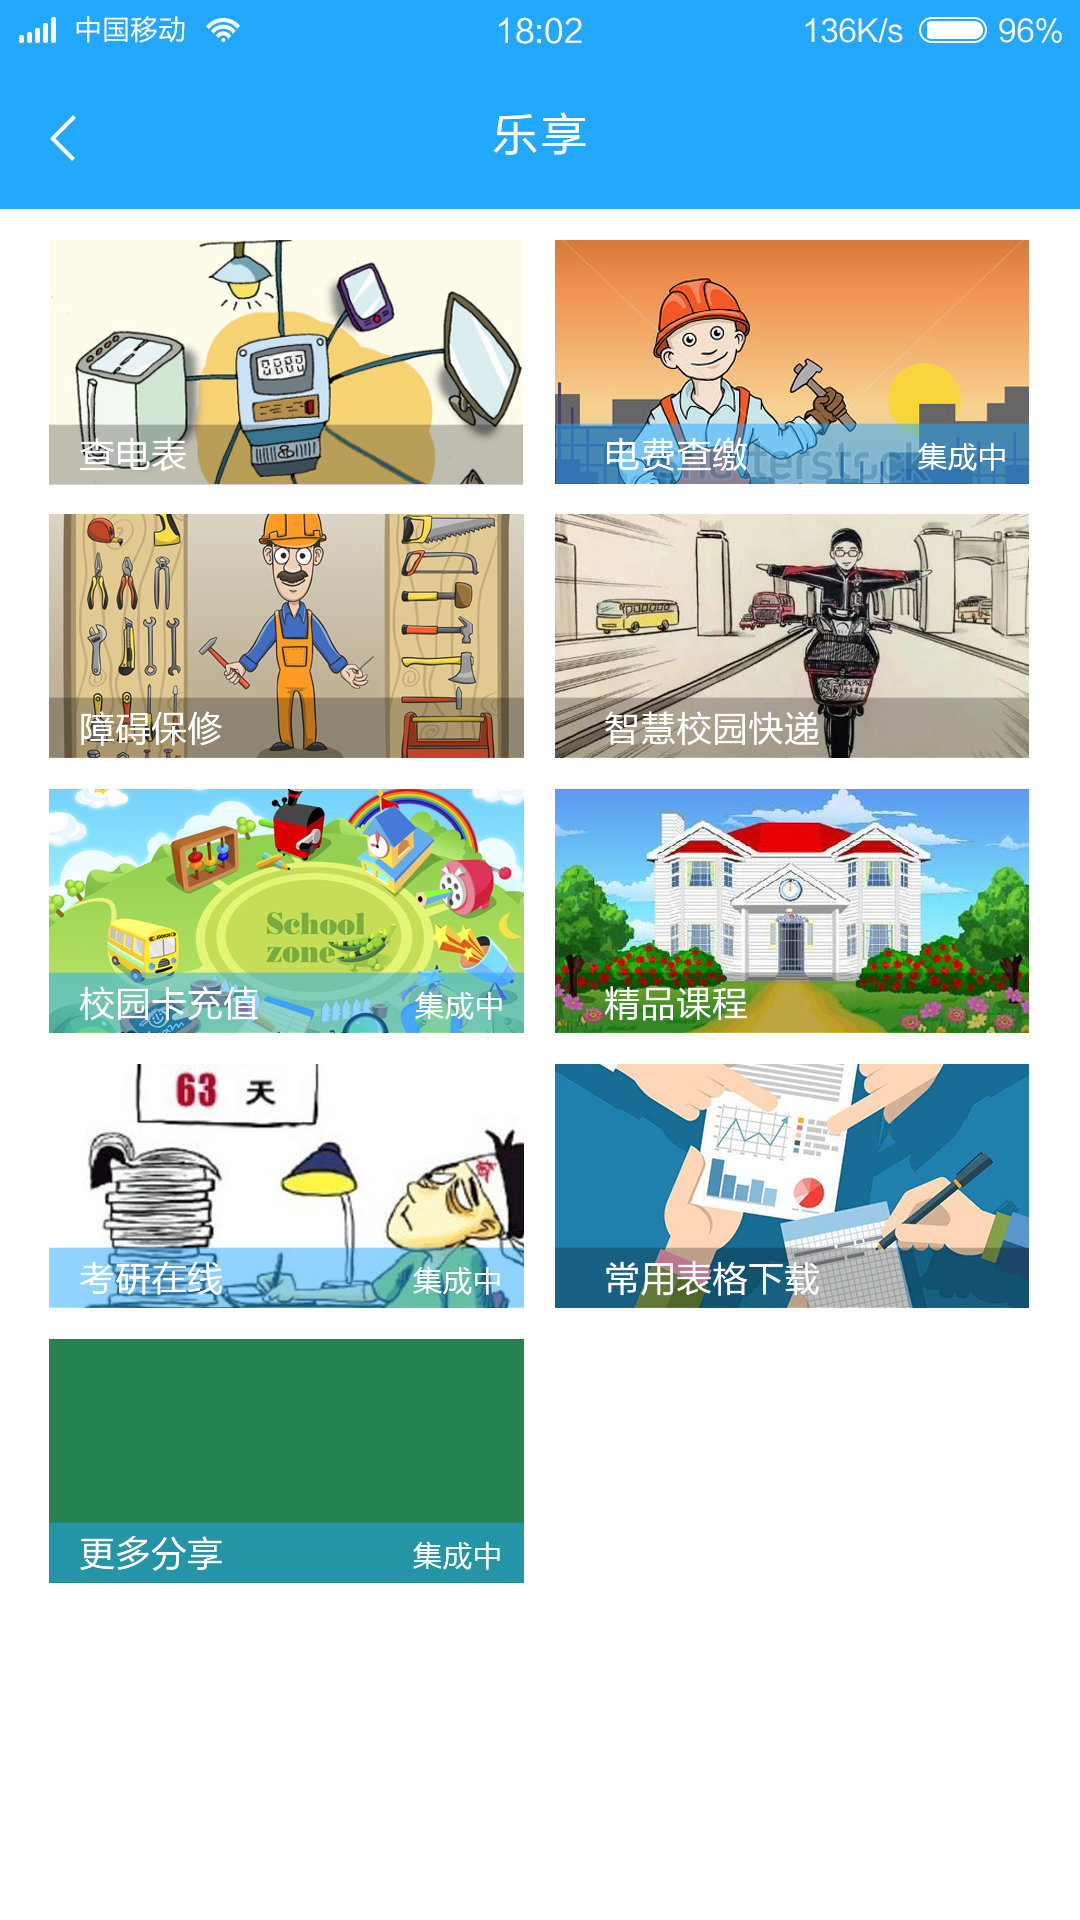 中国移动 18:02 136K/s 96%
乐享
查电表
电费查缴 集成中
shutterstock
障碍保修
智慧校园快递
EXPRESS
School
zone
校园卡充值 集成中
精品课程
63 天
考研在线 集成中
常用表格下载
更多分享 集成中